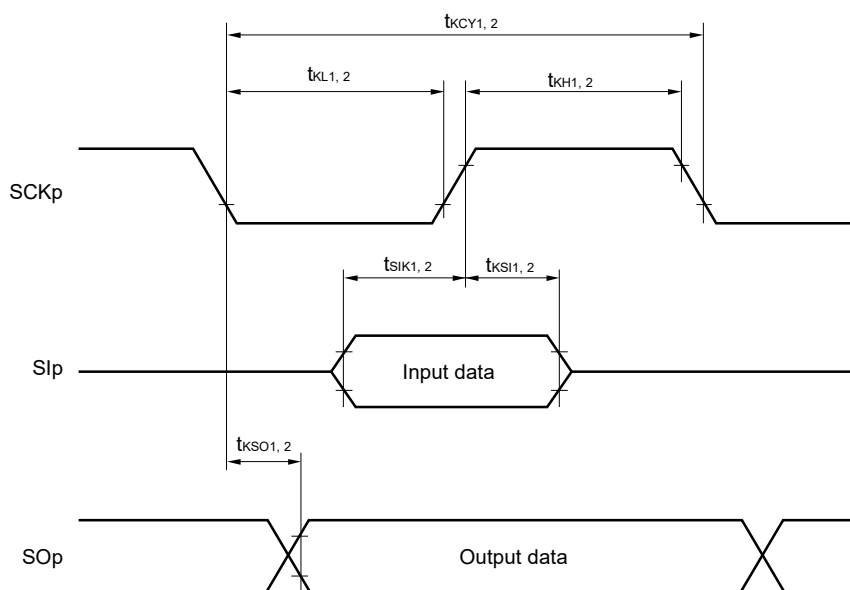 tKCY1, 2
tKL1, 2
tKH1, 2
SCKp
tSIK1, 2
tKSI1, 2
SIp
Input data
tKSO1, 2
SOp
Output data